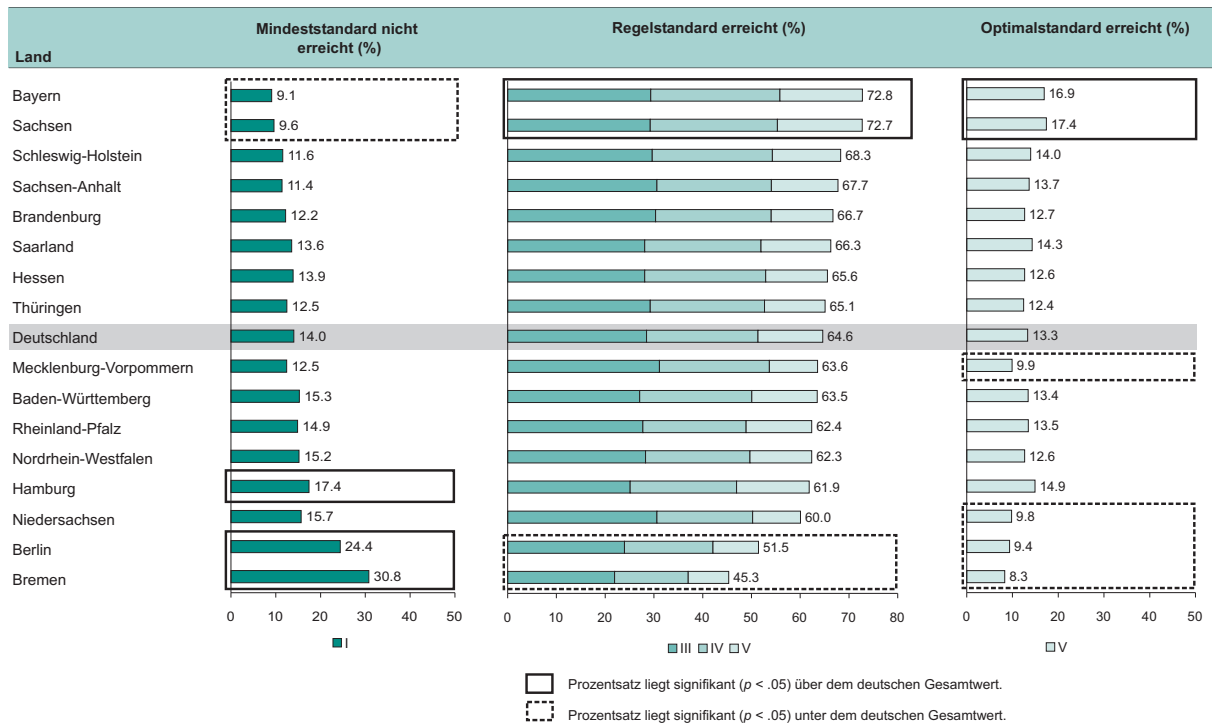 Land
Mindeststandard nicht
erreicht (%)
Regelstandard erreicht (%)
Optimalstandard erreicht (%)
Bayern 9.1 72.8 16.9
Sachsen 9.6 72.7 17.4
Schleswig-Holstein 11.6 68.3 14.0
Sachsen-Anhalt 11.4 67.7 13.7
Brandenburg 12.2 66.7 12.7
Saarland 13.6 66.3 14.3
Hessen 13.9 65.6 12.6
Thüringen 12.5 65.1 12.4
Deutschland 14.0 64.6 13.3
Mecklenburg-Vorpommern 12.5 63.6 9.9
Baden-Württemberg 15.3 63.5 13.4
Rheinland-Pfalz 14.9 62.4 13.5
Nordrhein-Westfalen 15.2 62.3 12.6
Hamburg 17.4 61.9 14.9
Niedersachsen 15.7 60.0 9.8
Berlin 24.4 51.5 9.4
Bremen 30.8 45.3 8.3
0 10 20 30 40 50 0 10 20 30 40 50 60 70 80 0 10 20 30 40 50
I III IV V V
Prozentsatz liegt signifikant (p < .05) über dem deutschen Gesamtwert.
Prozentsatz liegt signifikant (p < .05) unter dem deutschen Gesamtwert.